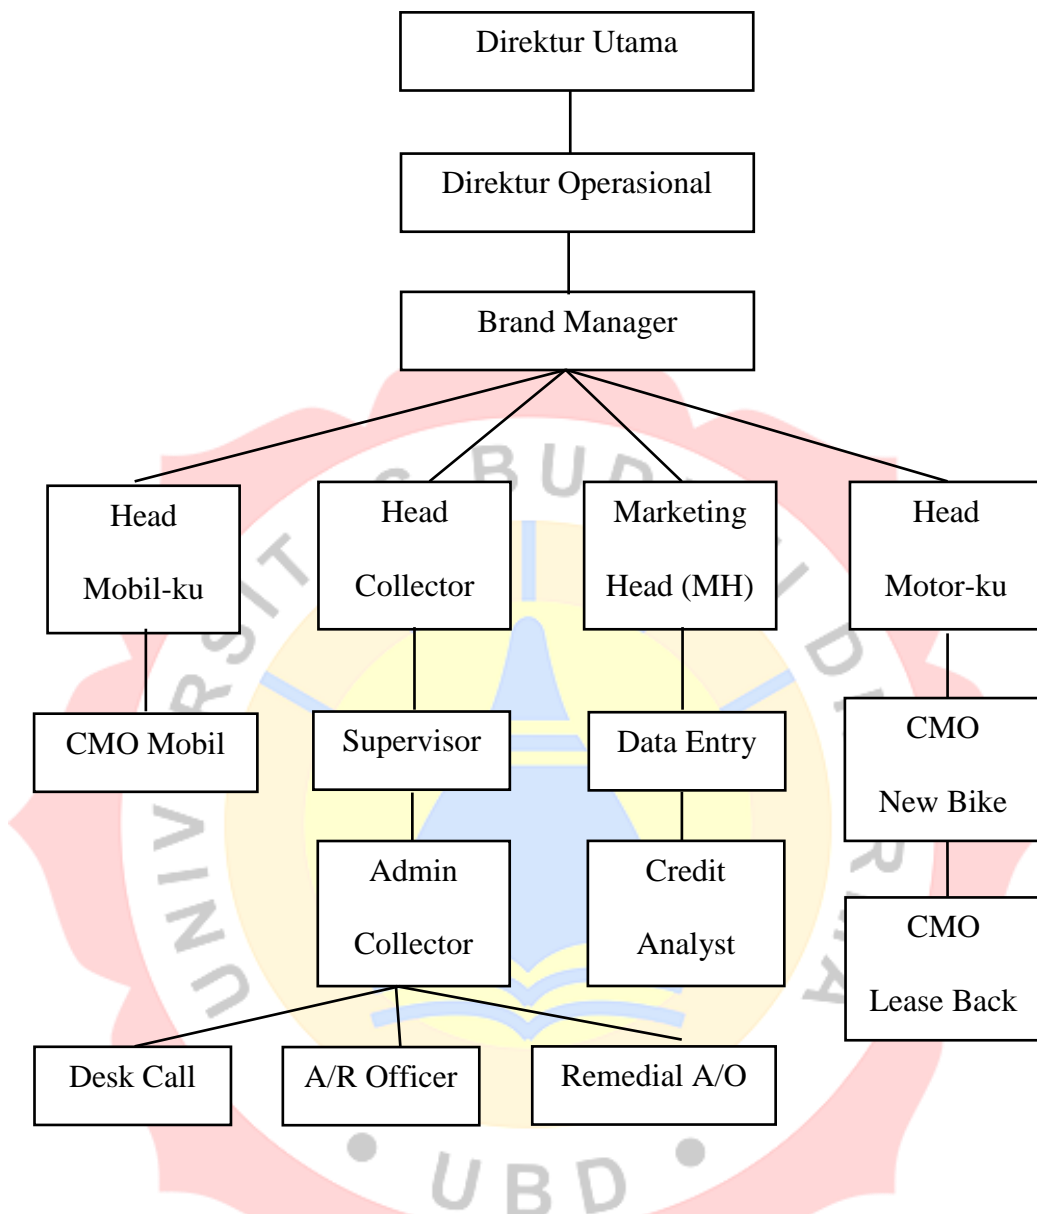 Direktur Utama
Direktur Operasional
Brand Manager
Head
Mobil-ku
Head
Collector
Marketing
Head (MH)
Head
Motor-ku
CMO Mobil
Supervisor
Data Entry
CMO
New Bike
Admin
Collector
Credit
Analyst
CMO
Lease Back
Desk Call
A/R Officer
Remedial A/O
UBD